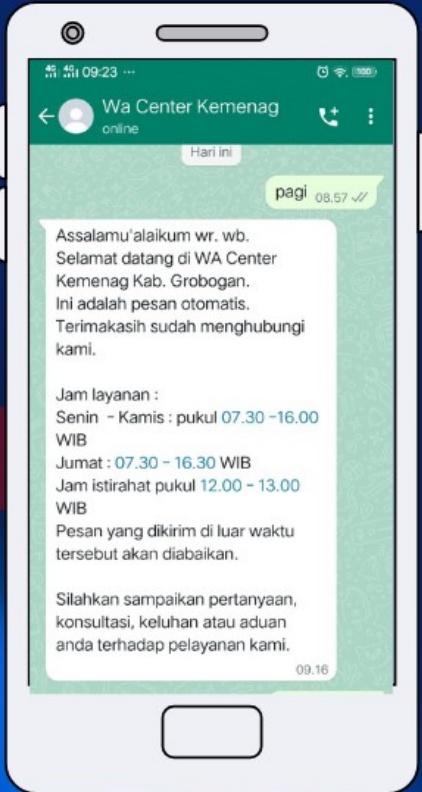 4G 4G 09:23 ... 100
Wa Center Kemenag
online
Hari ini
pagi 08.57
Assalamu'alaikum wr. wb.
Selamat datang di WA Center
Kemenag Kab. Grobogan.
Ini adalah pesan otomatis.
Terimakasih sudah menghubungi
kami.
Jam layanan :
Senin - Kamis : pukul 07.30 -16.00
WIB
Jumat : 07.30 - 16.30 WIB
Jam istirahat pukul 12.00 - 13.00
WIB
Pesan yang dikirim di luar waktu
tersebut akan diabaikan.
Silahkan sampaikan pertanyaan,
konsultasi, keluhan atau aduan
anda terhadap pelayanan kami.
09.16